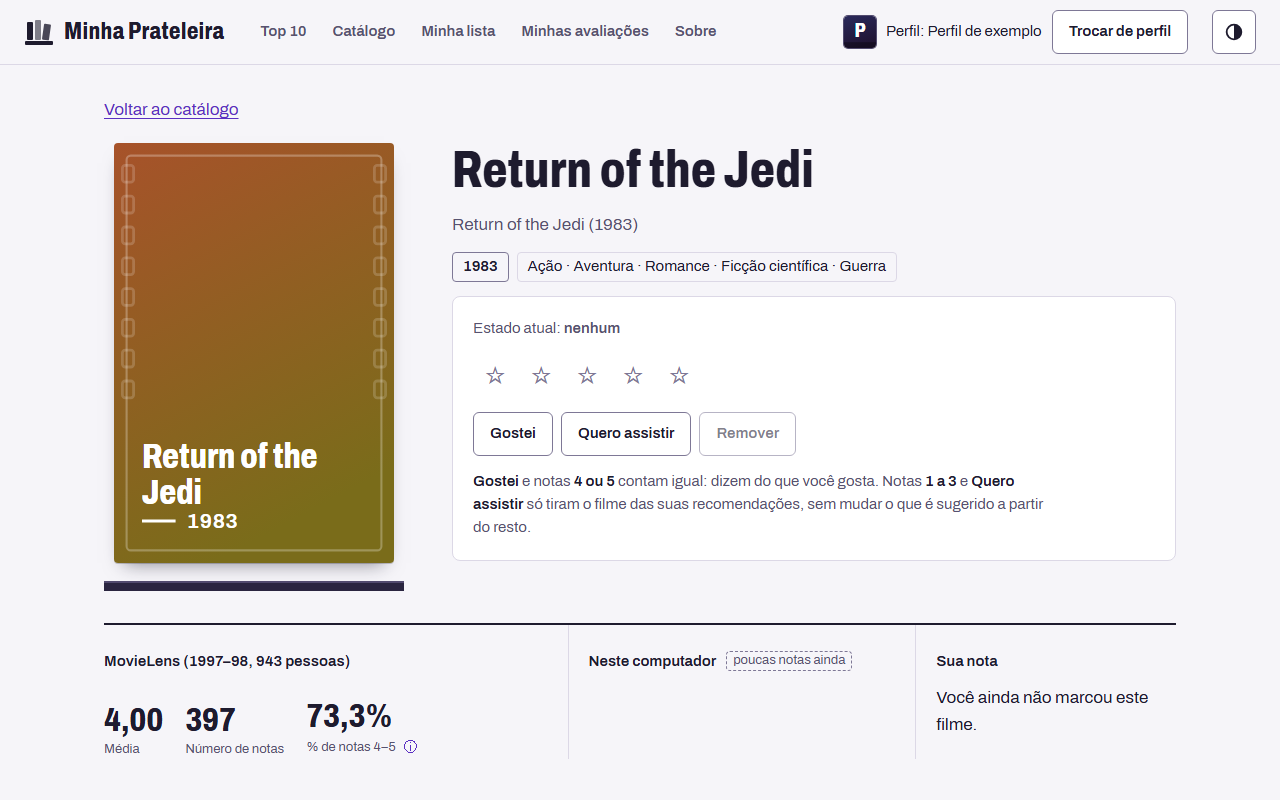 Minha Prateleira
Top 10
Catálogo
Minha lista
Minhas avaliações
Sobre
P
Perfil: Perfil de exemplo
Trocar de perfil
Voltar ao catálogo
Return of the
Jedi
1983
Return of the Jedi
Return of the Jedi (1983)
1983
Ação · Aventura · Romance · Ficção científica · Guerra
Estado atual: nenhum
Gostei
Quero assistir
Remover
Gostei e notas 4 ou 5 contam igual: dizem do que você gosta. Notas 1 a 3 e Quero
assistir só tiram o filme das suas recomendações, sem mudar o que é sugerido a partir
do resto.
MovieLens (1997–98, 943 pessoas)
4,00
Média
397
Número de notas
73,3%
% de notas 4–5
Neste computador
poucas notas ainda
Sua nota
Você ainda não marcou este
filme.